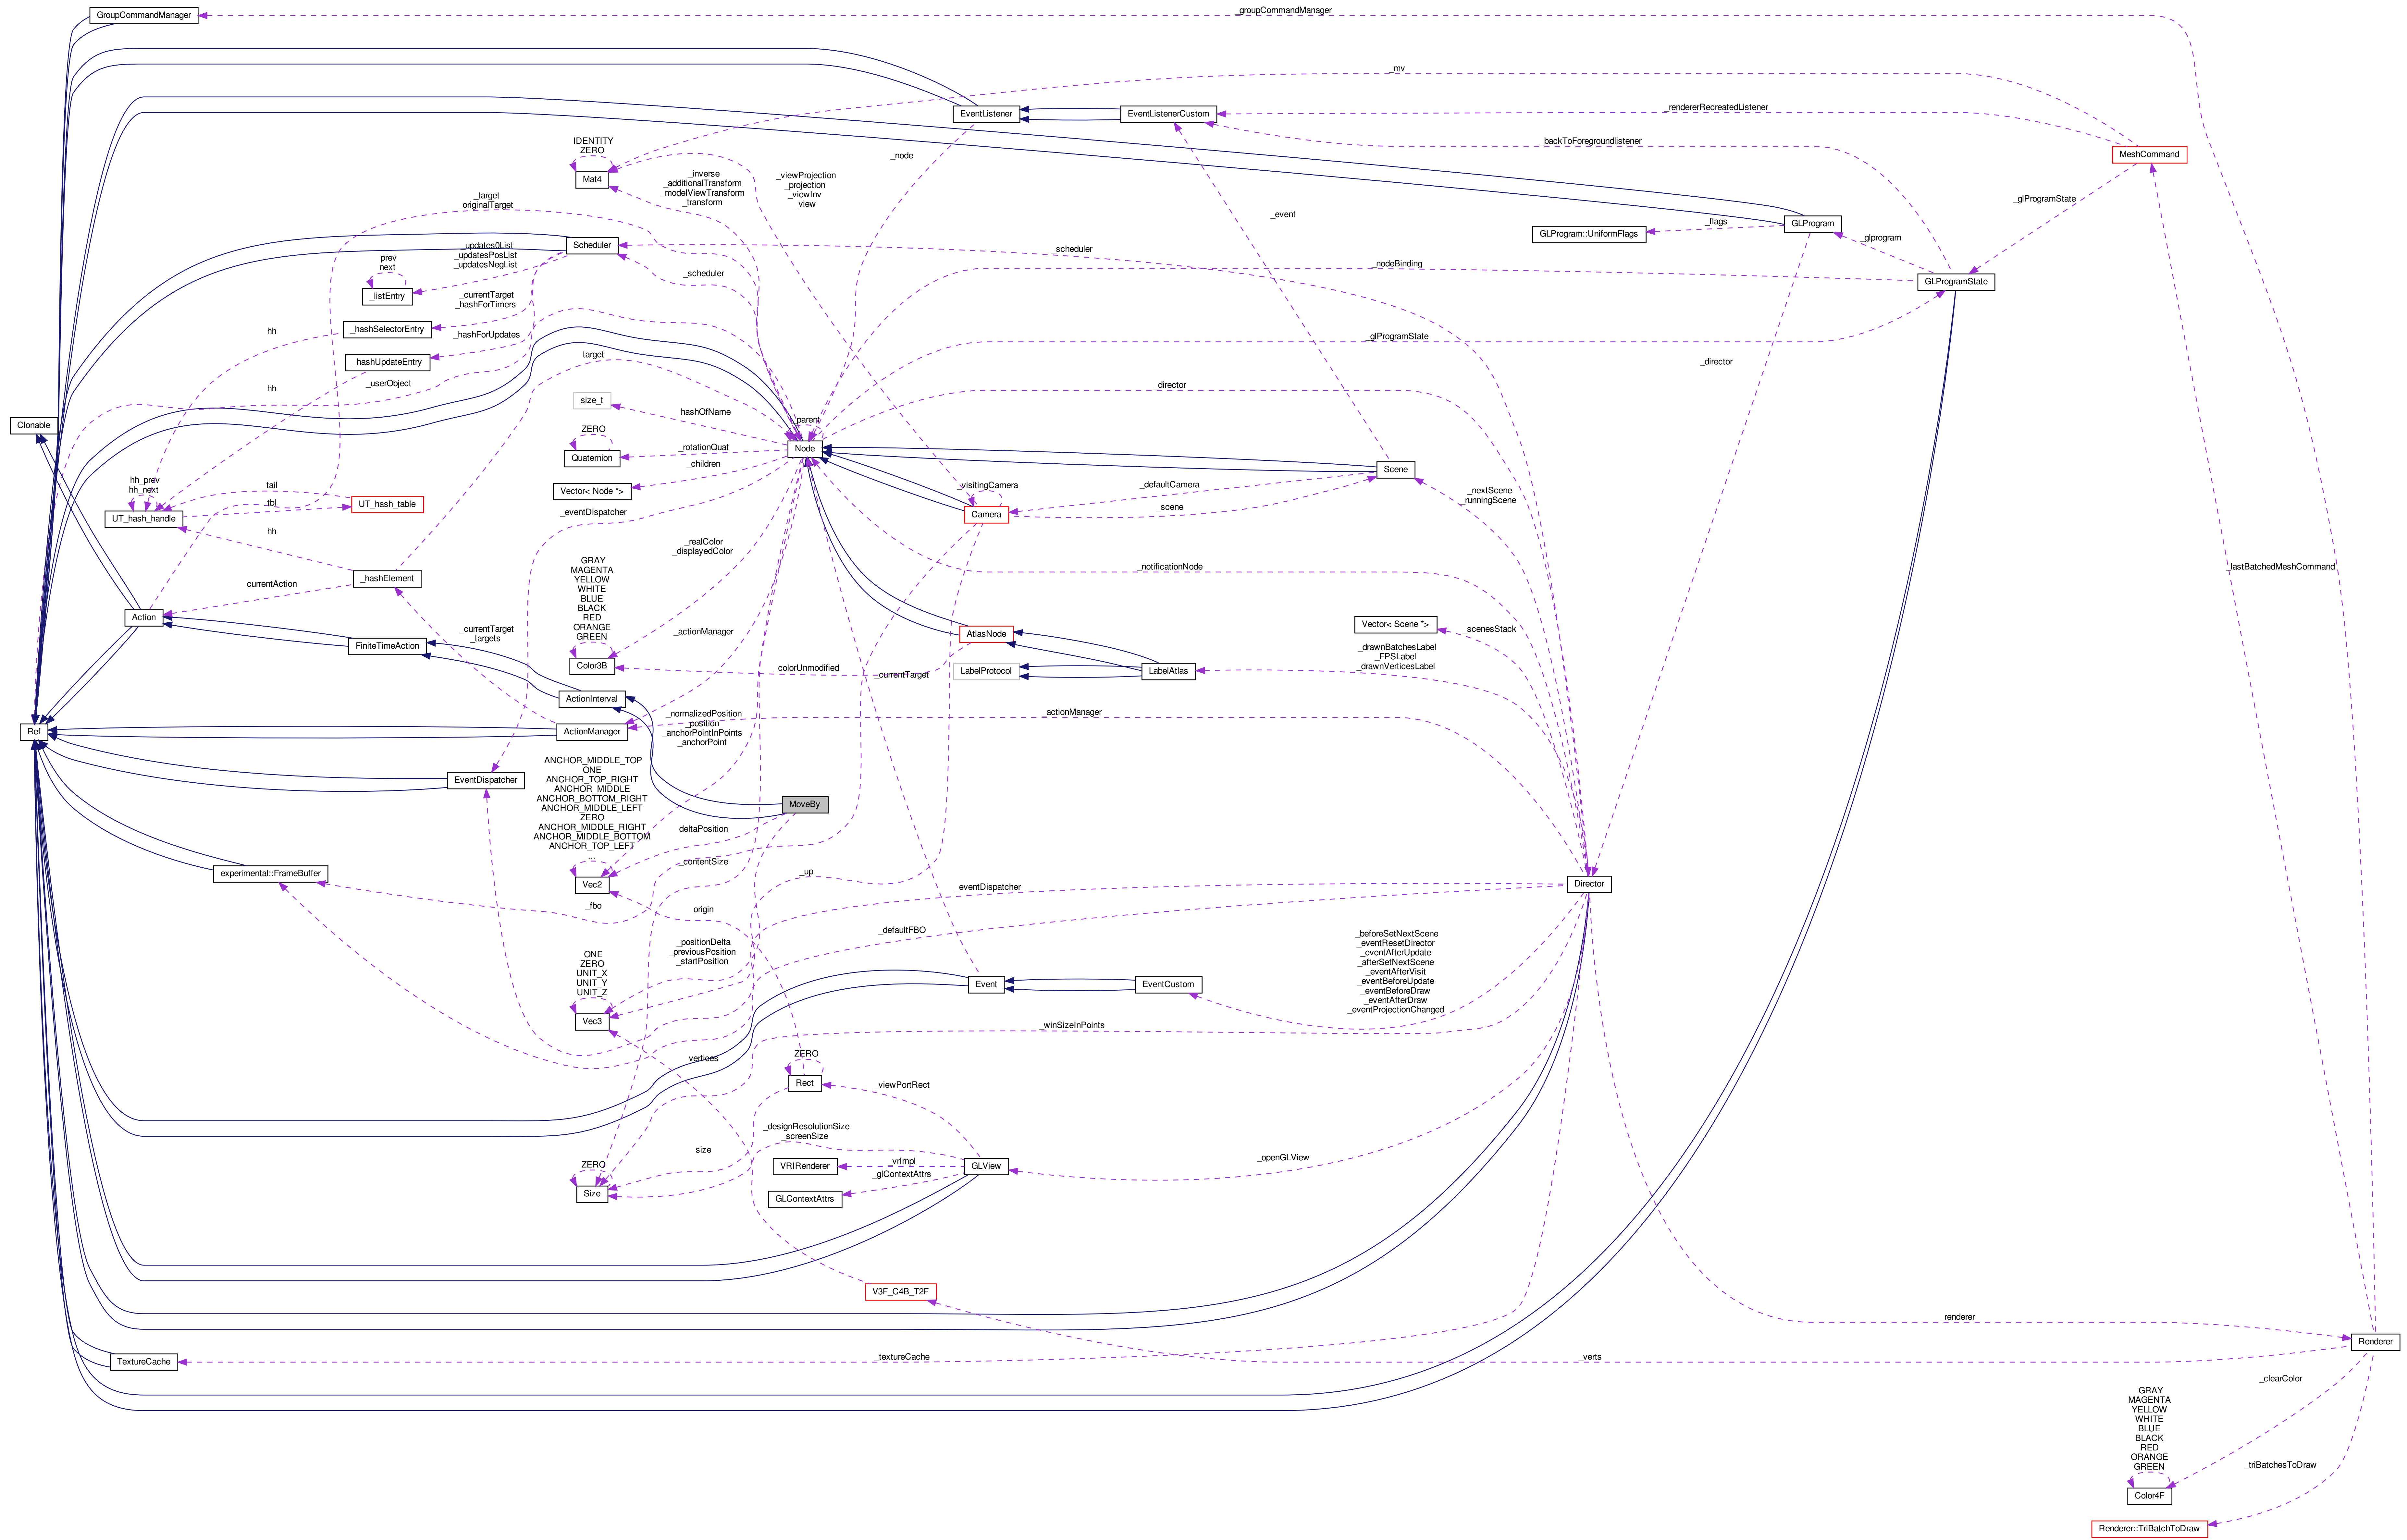 GroupCommandManager
_groupCommandManager
_mv
EventListener
EventListenerCustom
_rendererRecreatedListener
IDENTITY
ZERO
Mat4
_node
_backToForegroundlistener
MeshCommand
_inverse
_additionalTransform
_modelViewTransform
_transform
_viewProjection
_projection
_viewInv
_view
_target
_originalTarget
_event
_glProgramState
GLProgram
_flags
GLProgram::UniformFlags
_glprogram
Scheduler
_updates0List
_updatesPosList
_updatesNegList
_scheduler
_scheduler
_nodeBinding
GLProgramState
prev
next
_listEntry
_currentTarget
_hashForTimers
_hashSelectorEntry
hh
_hashForUpdates
_glProgramState
_hashUpdateEntry
target
_director
hh
_userObject
_director
size_t
_hashOfName
parent
Clonable
ZERO
Quaternion
_rotationQuat
Node
_children
Vector< Node *>
Scene
_defaultCamera
_visitingCamera
Camera
_scene
_nextScene
_runningScene
hh_prev
hh_next
tail
_tbl
UT_hash_table
UT_hash_handle
_eventDispatcher
hh
_realColor
_displayedColor
_notificationNode
_lastBatchedMeshCommand
GRAY
MAGENTA
YELLOW
WHITE
BLUE
BLACK
RED
ORANGE
GREEN
Color3B
_hashElement
currentAction
Action
FiniteTimeAction
_currentTarget
_targets
_actionManager
AtlasNode
Vector< Scene *>
_scenesStack
_colorUnmodified
_currentTarget
LabelProtocol
LabelAtlas
_drawnBatchesLabel
_FPSLabel
_drawnVerticesLabel
ActionInterval
_normalizedPosition
_position
_anchorPointInPoints
_anchorPoint
_actionManager
Ref
ActionManager
EventDispatcher
ANCHOR_MIDDLE_TOP
ONE
ANCHOR_TOP_RIGHT
ANCHOR_MIDDLE
ANCHOR_BOTTOM_RIGHT
ANCHOR_MIDDLE_LEFT
ZERO
ANCHOR_MIDDLE_RIGHT
ANCHOR_MIDDLE_BOTTOM
ANCHOR_TOP_LEFT
...
Vec2
MoveBy
deltaPosition
_contentSize
experimental::FrameBuffer
_up
_eventDispatcher
Director
_fbo
origin
_defaultFBO
_positionDelta
_previousPosition
_startPosition
ONE
ZERO
UNIT_X
UNIT_Y
UNIT_Z
Vec3
Event
EventCustom
_beforeSetNextScene
_eventResetDirector
_eventAfterUpdate
_afterSetNextScene
_eventAfterVisit
_eventBeforeUpdate
_eventBeforeDraw
_eventAfterDraw
_eventProjectionChanged
_winSizeInPoints
vertices
ZERO
Rect
_viewPortRect
_designResolutionSize
_screenSize
size
ZERO
Size
VRIRenderer
_vrImpl
GLView
_glContextAttrs
GLContextAttrs
_openGLView
V3F_C4B_T2F
_renderer
Renderer
TextureCache
_textureCache
_verts
_clearColor
GRAY
MAGENTA
YELLOW
WHITE
BLUE
BLACK
RED
ORANGE
GREEN
Color4F
_triBatchesToDraw
Renderer::TriBatchToDraw